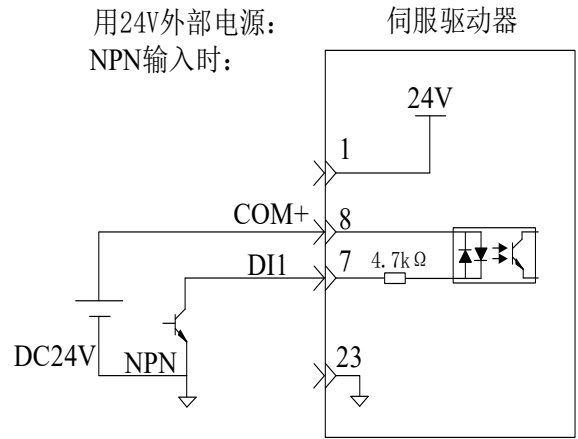 用24V外部电源：
NPN输入时：
伺服驱动器
24V
1
COM+
8
DI1
7
4.7kΩ
DC24V
NPN
23